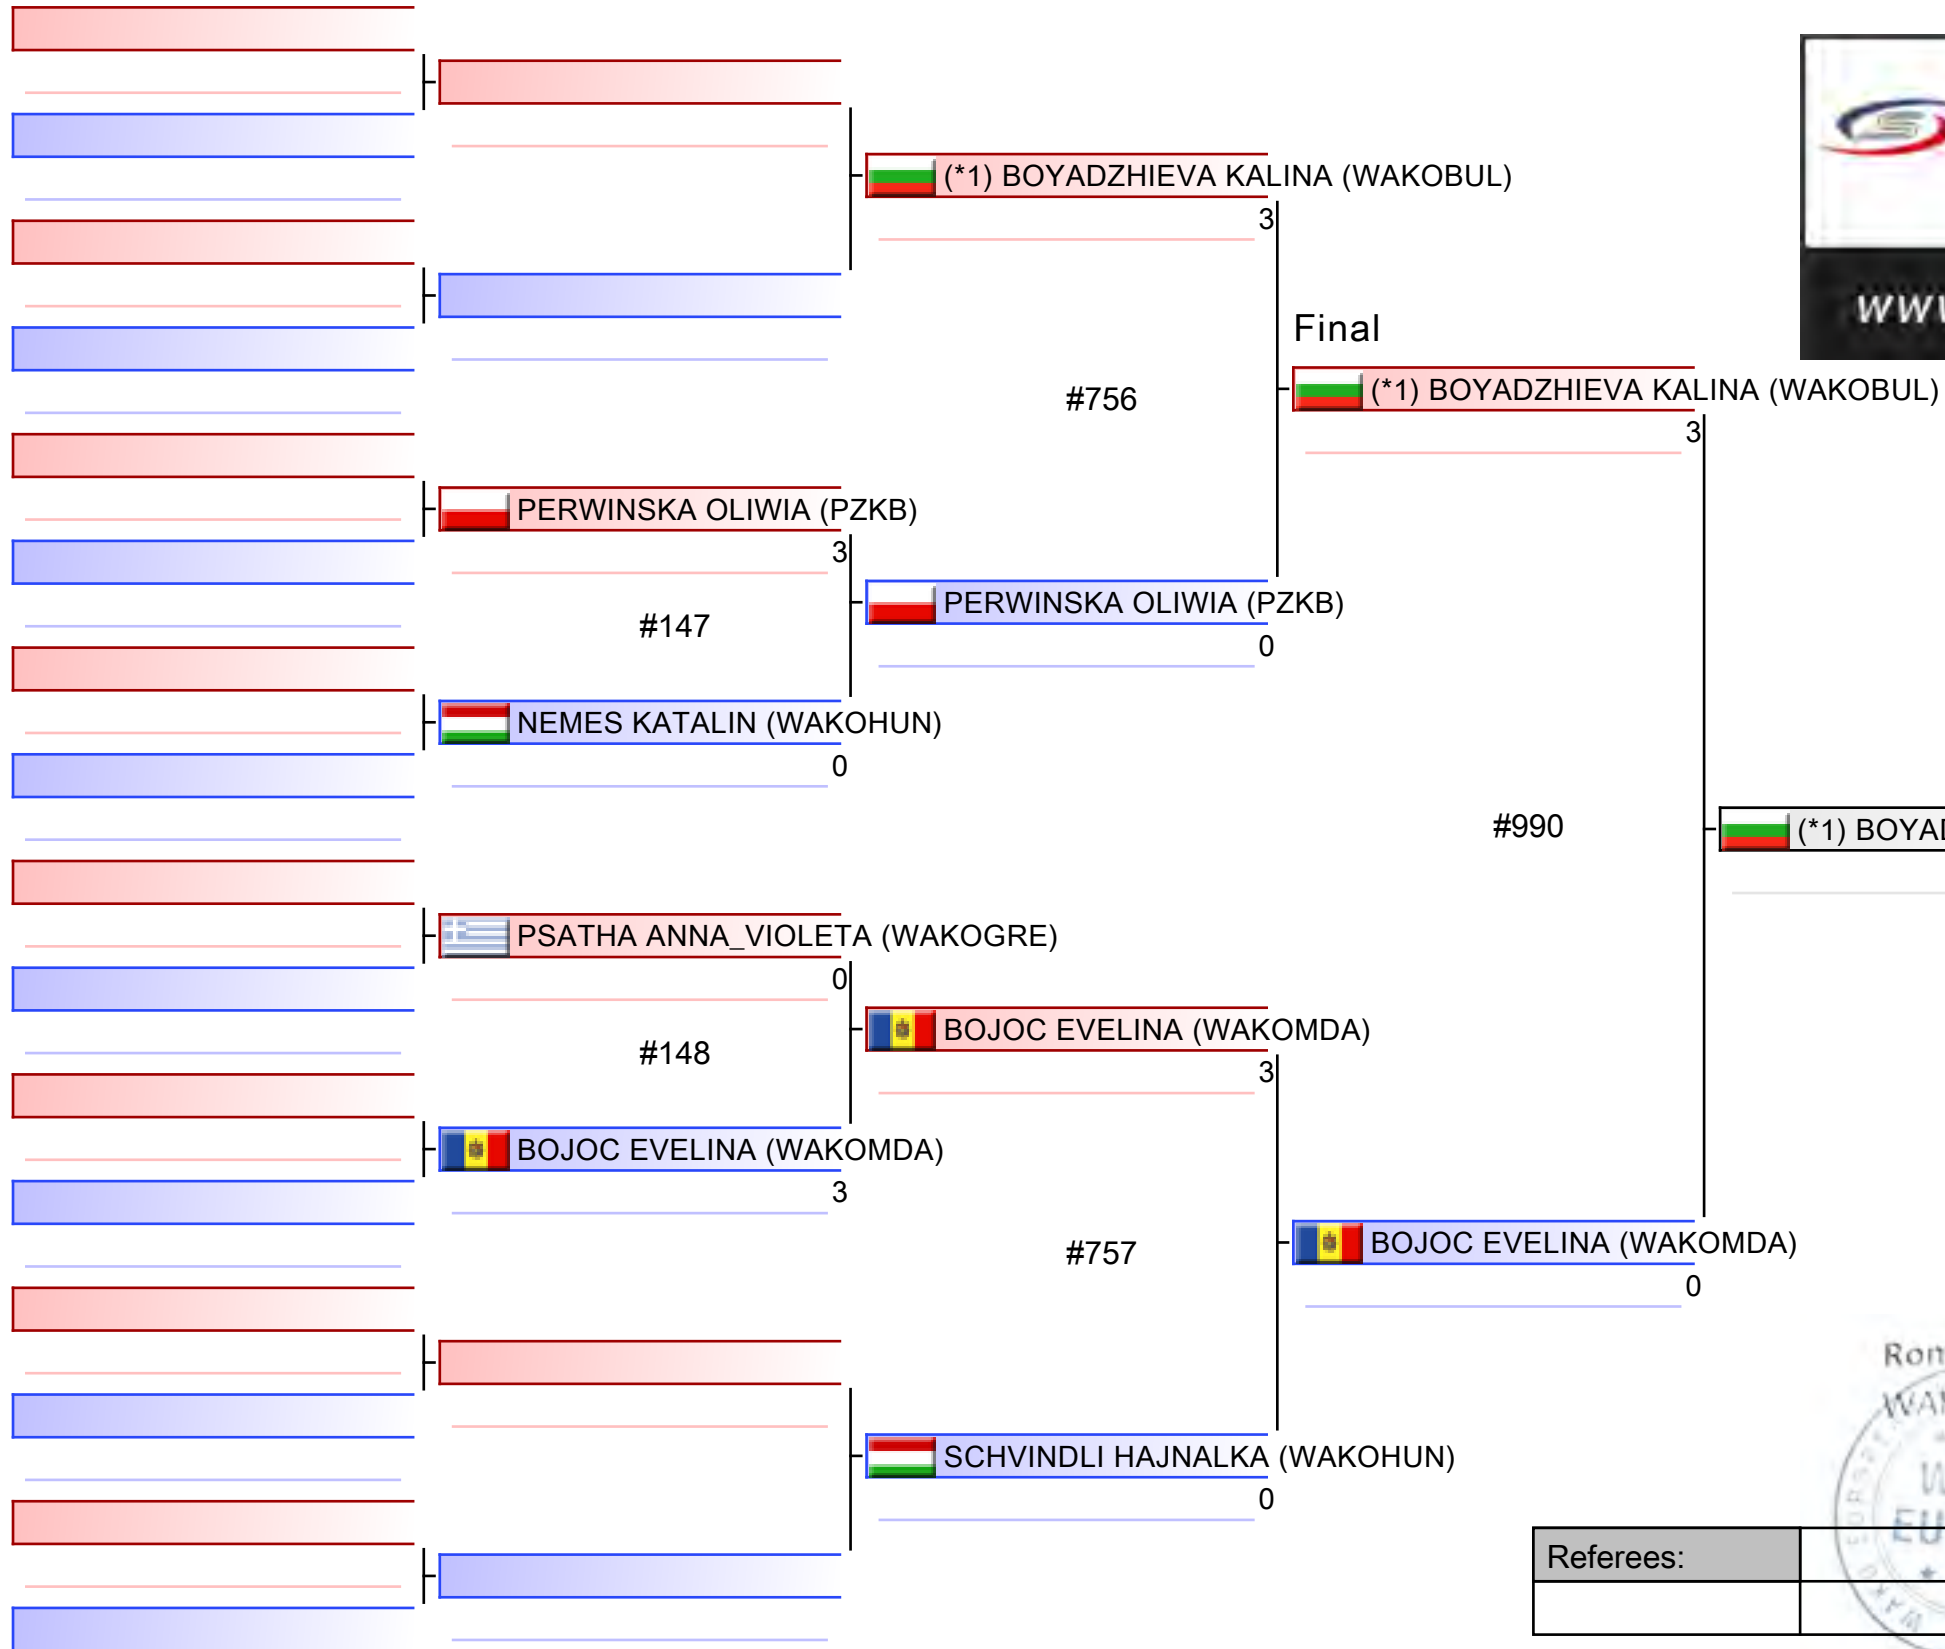 (*1) BOYADZHIEVA KALINA (WAKOBUL)
3
Final
#756
(*1) BOYADZHIEVA KALINA (WAKOBUL)
3
PERWINSKA OLIWIA (PZKB)
3
PERWINSKA OLIWIA (PZKB)
0
#147
NEMES KATALIN (WAKOHUN)
0
#990
(*1) BOYAD
PSATHA ANNA_VIOLETA (WAKOGRE)
0
BOJOC EVELINA (WAKOMDA)
3
#148
BOJOC EVELINA (WAKOMDA)
3
#757
BOJOC EVELINA (WAKOMDA)
0
SCHVINDLI HAJNALKA (WAKOHUN)
0
Referees: